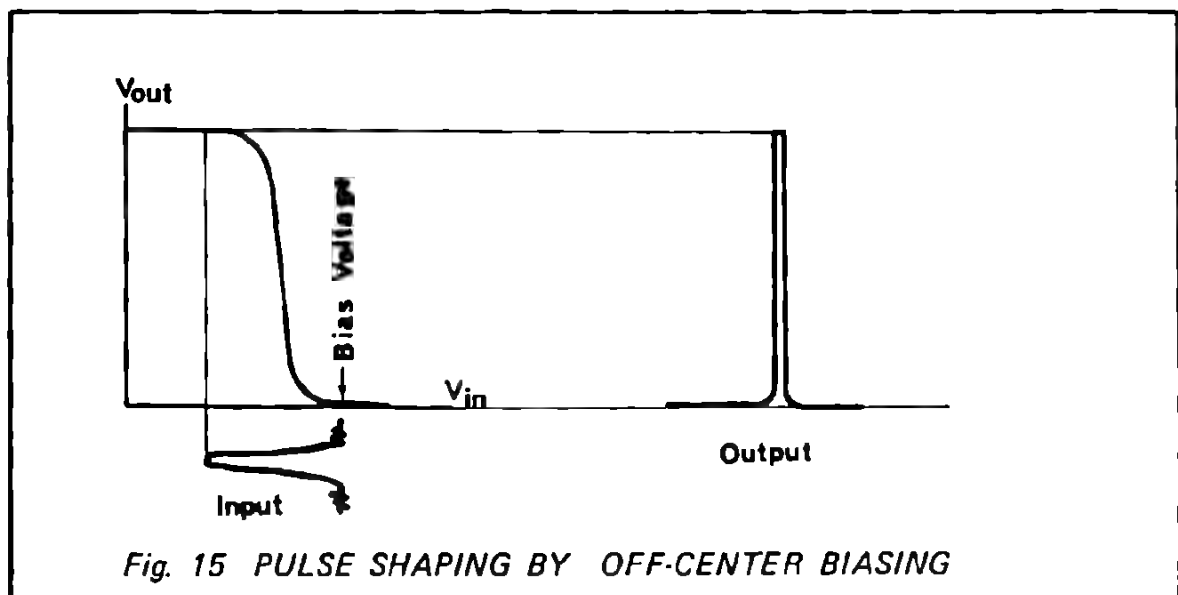 Vout
Bias Voltage
Vin
Output
Input
Fig. 15 PULSE SHAPING BY OFF-CENTER BIASING